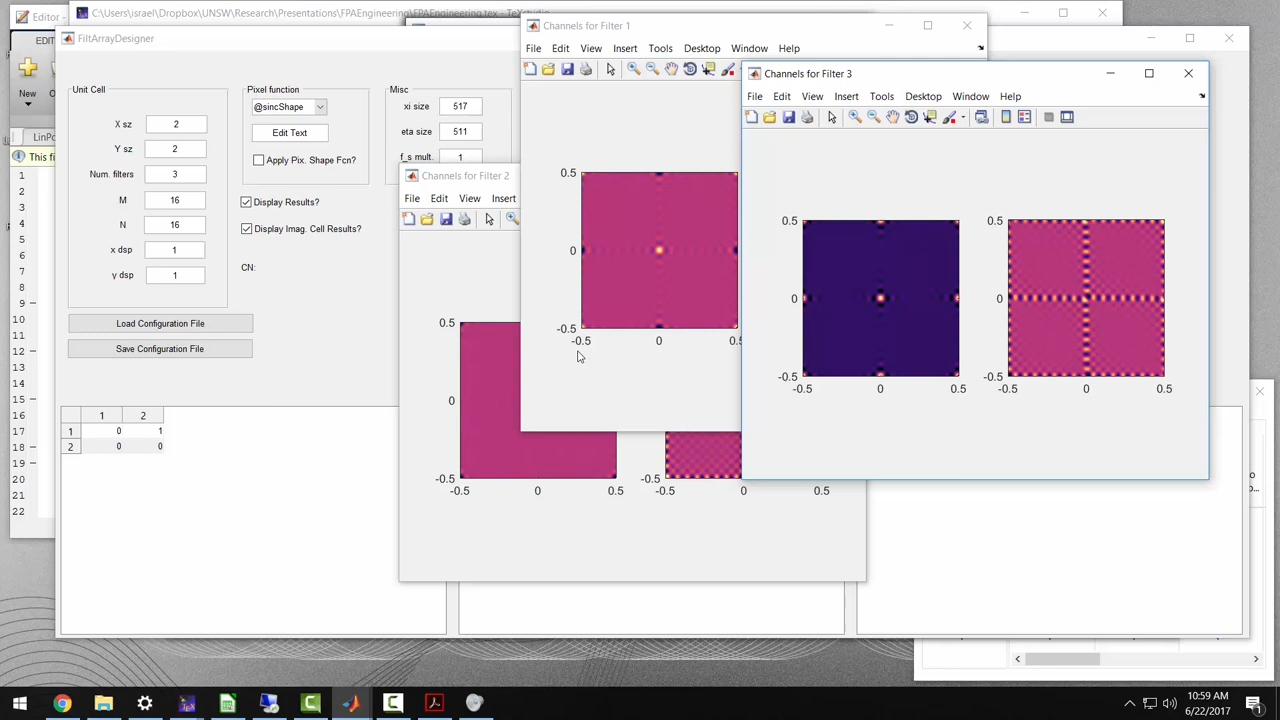 Editor -
C:\Users\israel\Dropbox\UNSW\Research\Presentations\FPAEngineering\FPAEngineering.tex - TeXstudio
EDIT
New
LinPo
This fi
1
2
3
4
5
6
7
8
9
10
11
12
13
14
15
16
17
18
19
20
21
22
FiltArrayDesigner
Unit Cell
X sz 2
Y sz 2
Num. filters 3
M 16
N 16
x dsp 1
y dsp 1
Load Configuration File
Save Configuration File
Pixel function
@sincShape
Edit Text
Apply Pix. Shape Fcn?
Display Results?
Display Imag. Cell Results?
CN:
Misc
xi size 517
eta size 511
f_s mult. 1
1 2
1 0 1
2 0 0
Channels for Filter 2
File Edit View Insert
0.5
0
-0.5
-0.5 0 0.5
-0.5
-0.5 0 0.5
Channels for Filter 1
File Edit View Insert Tools Desktop Window Help
0.5
0
-0.5
-0.5 0 0.5
Channels for Filter 3
File Edit View Insert Tools Desktop Window Help
0.5
0
-0.5
-0.5 0 0.5
0.5
0
-0.5
-0.5 0 0.5
10:59 AM
6/22/2017
1